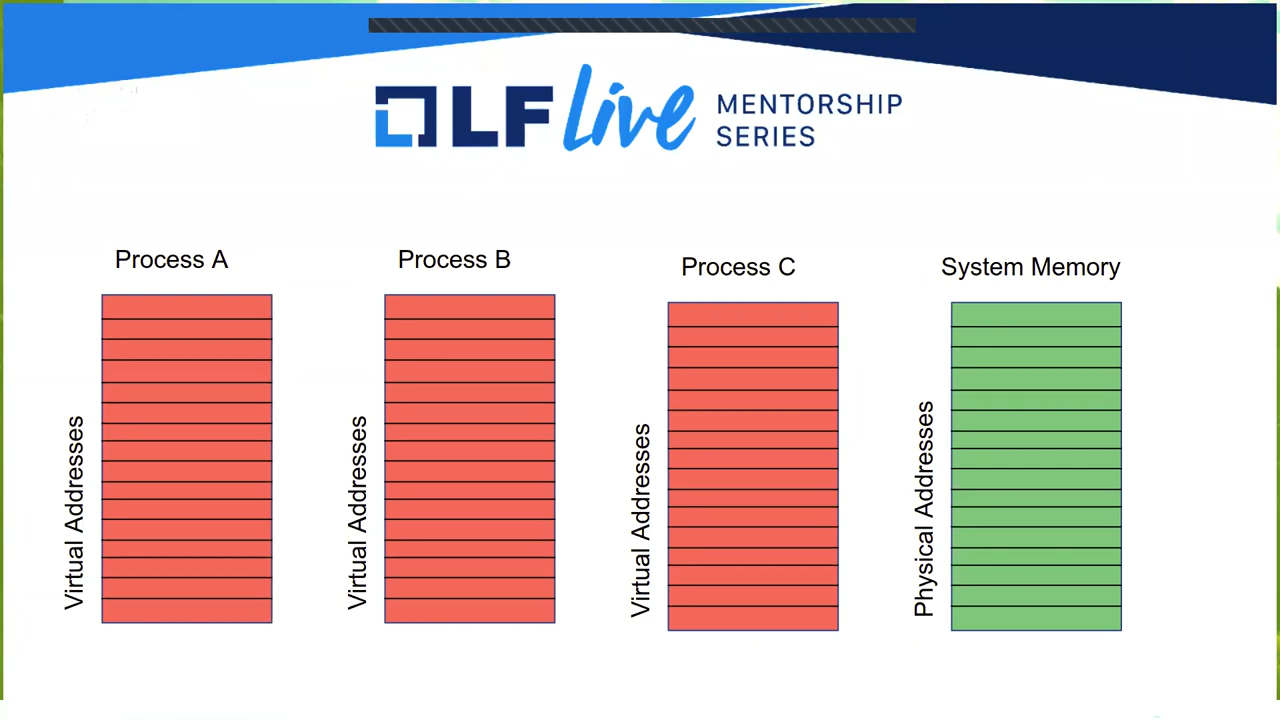 LF Live MENTORSHIP
SERIES
Process A
Process B
Process C
System Memory
Virtual Addresses
Virtual Addresses
Virtual Addresses
Physical Addresses